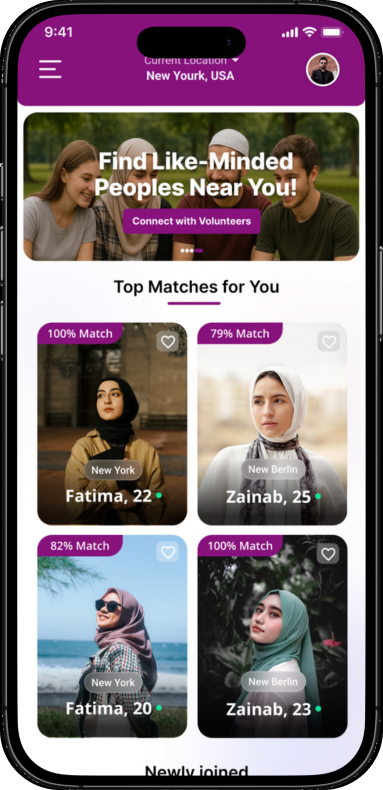 9:41
Current Location
New Yourk, USA
Find Like-Minded
Peoples Near You!
Connect with Volunteers
Top Matches for You
100% Match
79% Match
New York
New Berlin
Fatima, 22
Zainab, 25
82% Match
100% Match
New York
New Berlin
Fatima, 20
Zainab, 23
Newly joined